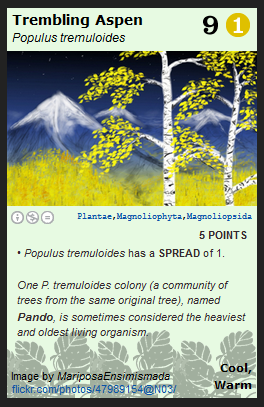 Trembling Aspen 9 1
Populus tremuloides
Plantae,Magnoliophyta,Magnoliopsida
5 POINTS
• Populus tremuloides has a SPREAD of 1.
One P. tremuloides colony (a community of
trees from the same original tree), named
Pando, is sometimes considered the heaviest
and oldest living organism.
Cool,
Warm
Image by MariposaEnsimismada
flickr.com/photos/47989154@N03/